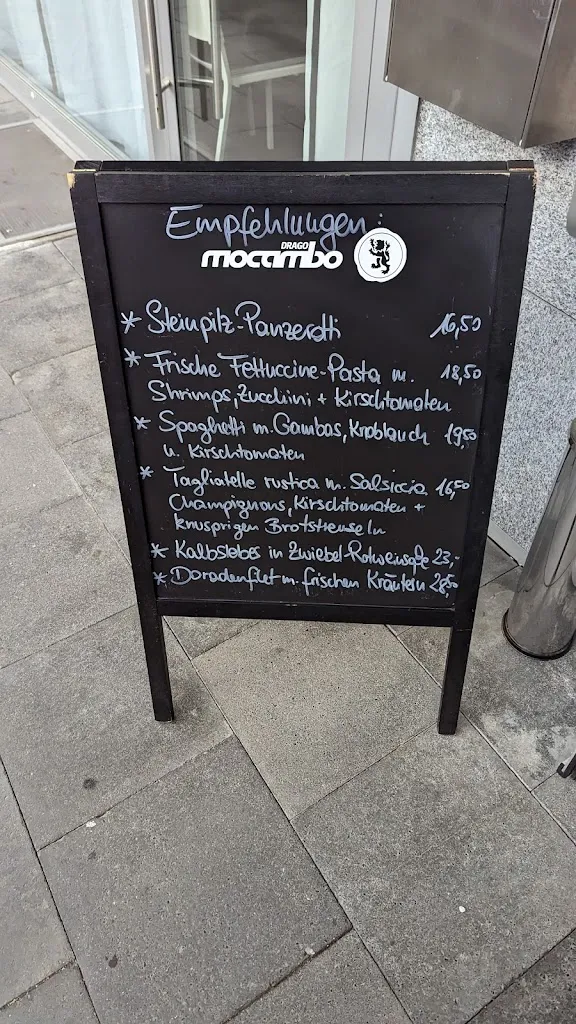 Empfehlungen:
DRAGO
mocambo
* Steinpilz-Panzerotti 16,50
* Frische Fettuccine-Pasta m. 18,50
Shrimps, Zucchini + Kirschtomaten
* Spaghetti m. Gambas, Knoblauch 19,50
u. Kirschtomaten
* Tagliatelle rustica m. Salsiccia 16,50
Champignons, Kirschtomaten +
knusprigen Brotstreuseln
* Kalbsleber in Zwiebel-Rotweinsoße 23,-
* Doradenfilet m. frischen Kräutern 28,50